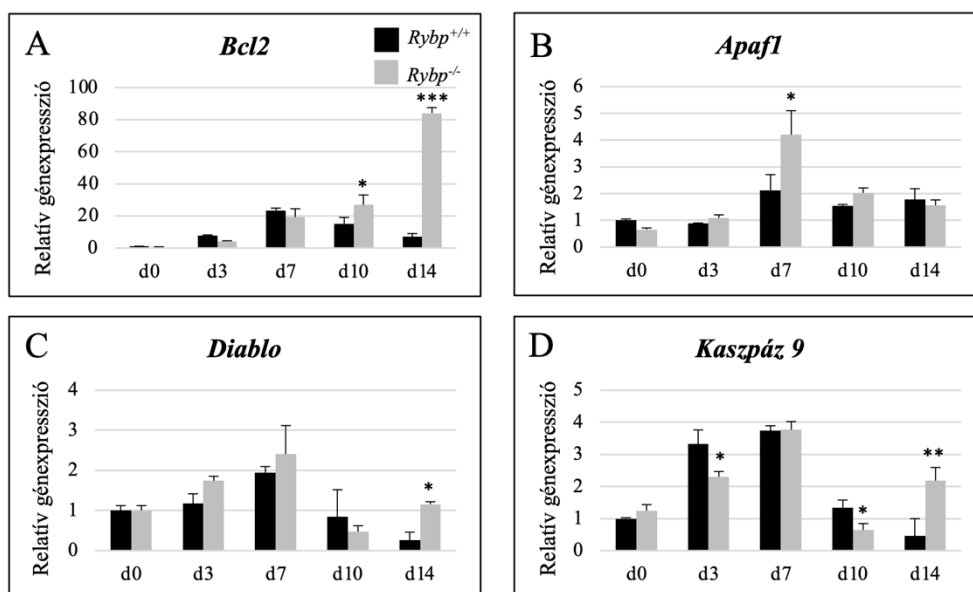 A
Bcl2
Rybp+/+
Rybp-/-
Relatív génexpresszió
100
80
60
40
20
0
***
*
d0 d3 d7 d10 d14
B
Apaf1
Relatív génexpresszió
6
5
4
3
2
1
0
*
d0 d3 d7 d10 d14
C
Diablo
Relatív génexpresszió
4
3
2
1
0
*
d0 d3 d7 d10 d14
D
Kaszpáz 9
Relatív génexpresszió
5
4
3
2
1
0
*
*
**
d0 d3 d7 d10 d14